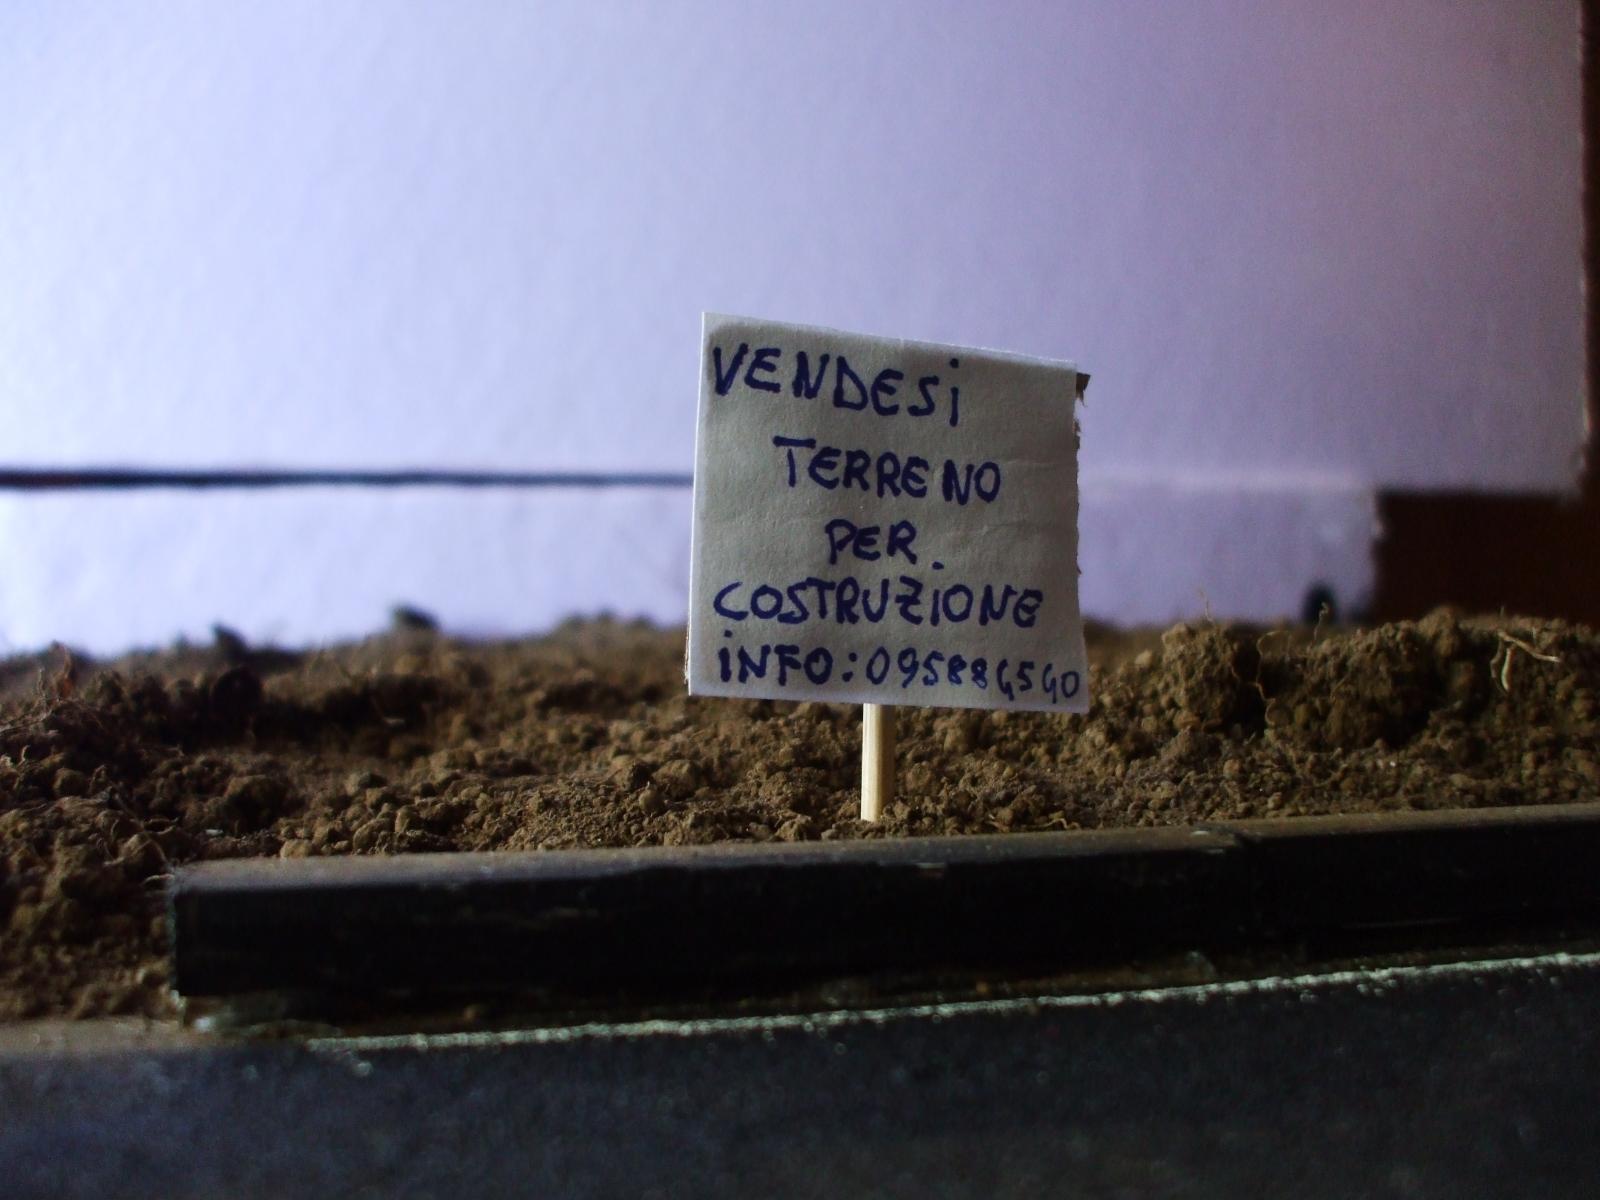 VENDESi
TERRENO
PER
COSTRUZiONE
iNFO: 095884540